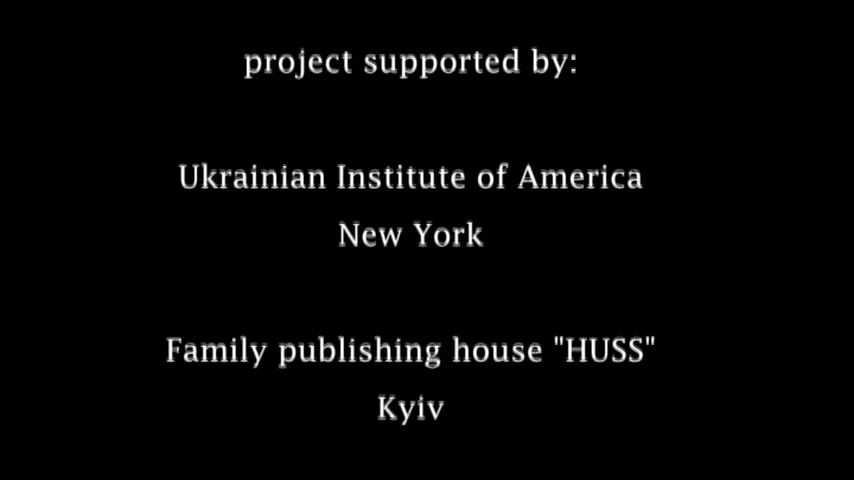 project supported by:
Ukrainian Institute of America
New York
Family publishing house "HUSS"
Kyiv